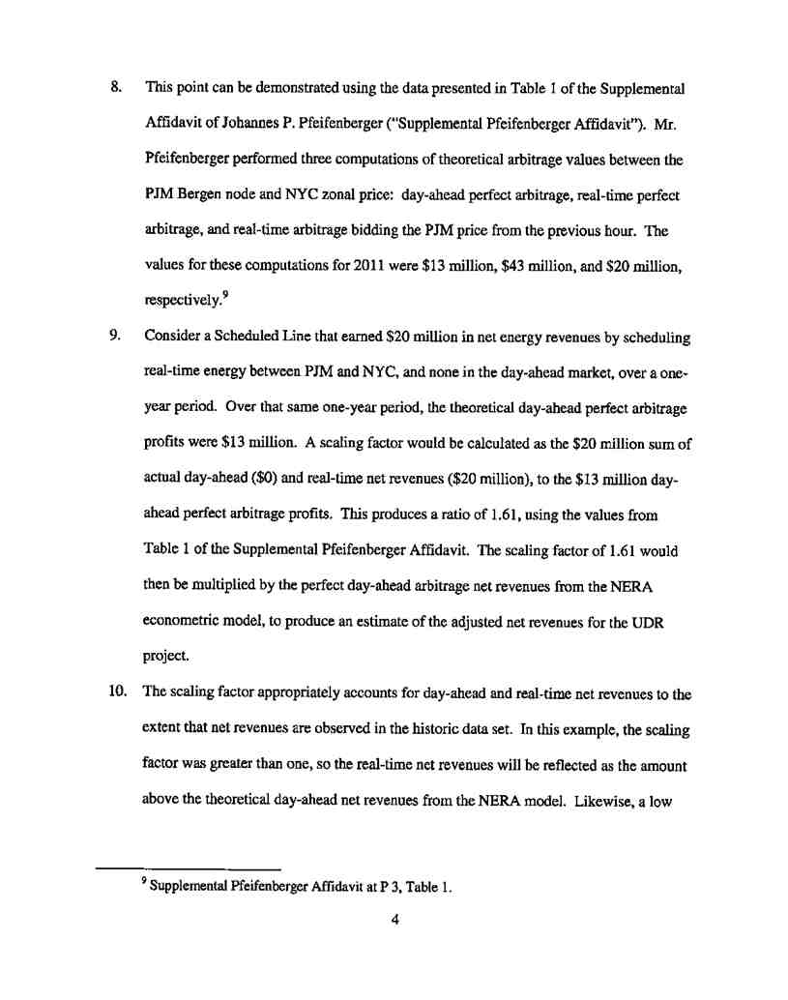 8. This point can be demonstrated using the data presented in Table 1 of the Supplemental
Affidavit of Johannes P. Pfeifenberger ("Supplemental Pfeifenberger Affidavit"). Mr.
Pfeifenberger performed three computations of theoretical arbitrage values between the
PJM Bergen node and NYC zonal price: day-ahead perfect arbitrage, real-time perfect
arbitrage, and real-time arbitrage bidding the PJM price from the previous hour. The
values for these computations for 2011 were $13 million, $43 million, and $20 million,
respectively.⁹
9. Consider a Scheduled Line that earned $20 million in net energy revenues by scheduling
real-time energy between PJM and NYC, and none in the day-ahead market, over a one-
year period. Over that same one-year period, the theoretical day-ahead perfect arbitrage
profits were $13 million. A scaling factor would be calculated as the $20 million sum of
actual day-ahead ($0) and real-time net revenues ($20 million), to the $13 million day-
ahead perfect arbitrage profits. This produces a ratio of 1.61, using the values from
Table 1 of the Supplemental Pfeifenberger Affidavit. The scaling factor of 1.61 would
then be multiplied by the perfect day-ahead arbitrage net revenues from the NERA
econometric model, to produce an estimate of the adjusted net revenues for the UDR
project.
10. The scaling factor appropriately accounts for day-ahead and real-time net revenues to the
extent that net revenues are observed in the historic data set. In this example, the scaling
factor was greater than one, so the real-time net revenues will be reflected as the amount
above the theoretical day-ahead net revenues from the NERA model. Likewise, a low
⁹ Supplemental Pfeifenberger Affidavit at P 3, Table 1.
4